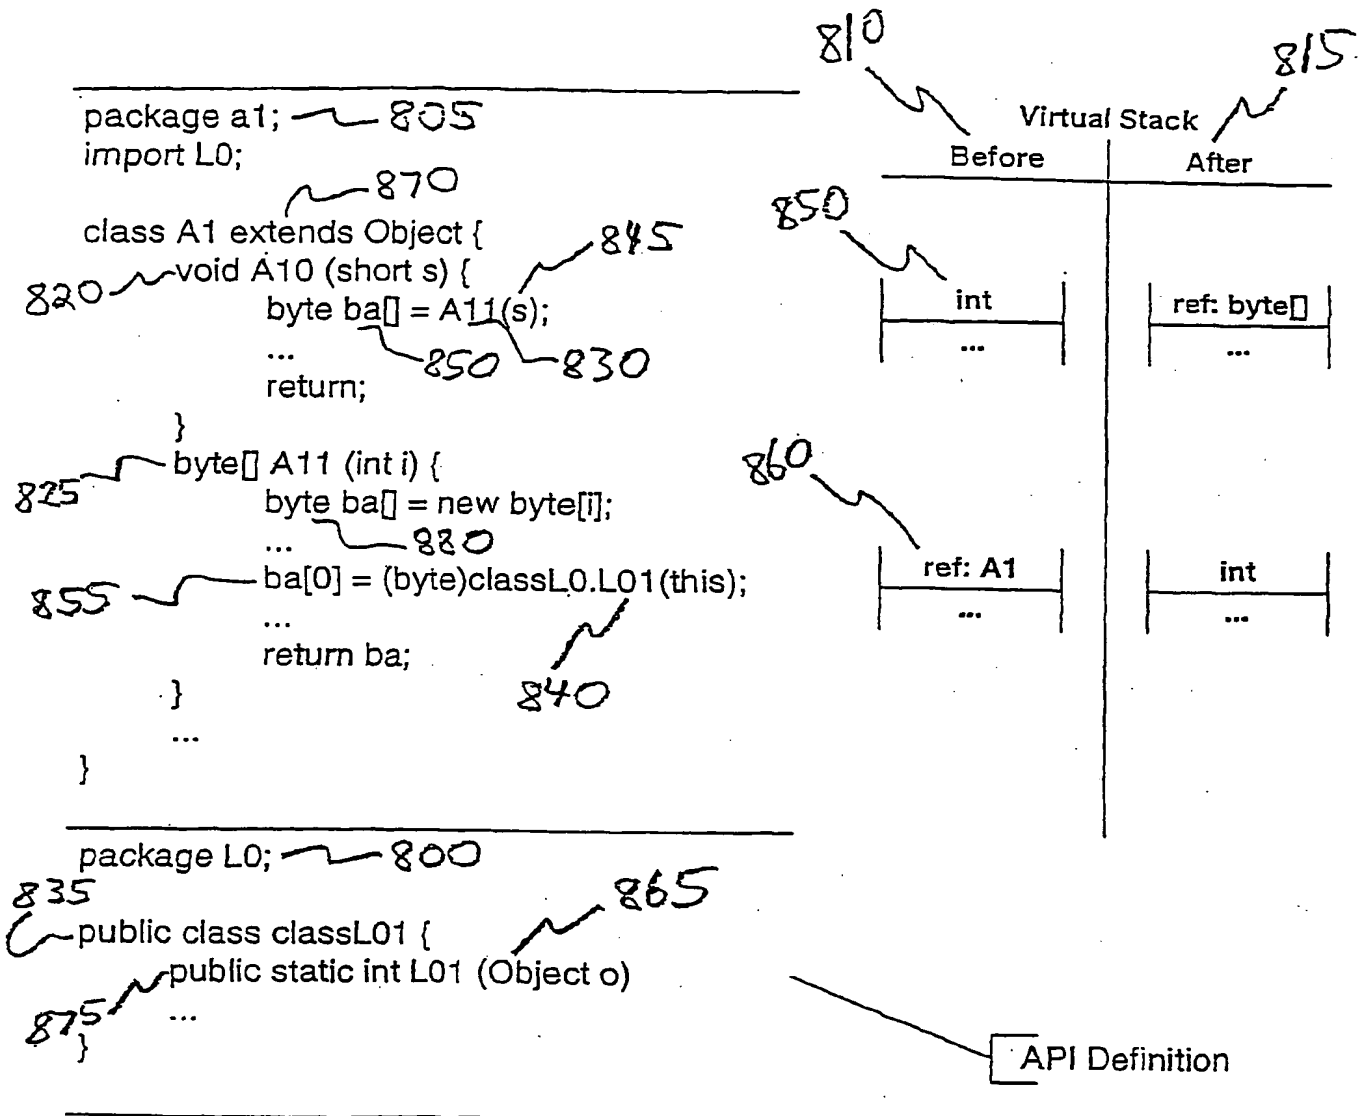 810
815
package a1; 805
Virtual Stack
import L0;
Before After
870
850
class A1 extends Object {
845
820 void A10 (short s) {
byte ba[] = A11(s);
int ref: byte[]
...
... ...
850 830
return;
}
825 byte[] A11 (int i) {
860
byte ba[] = new byte[i];
... 880
855 ba[0] = (byte)classL0.L01(this);
ref: A1 int
...
... ...
return ba;
840
}
...
}
package L0; 800
835
865
public class classL01 {
public static int L01 (Object o)
875 ...
}
API Definition